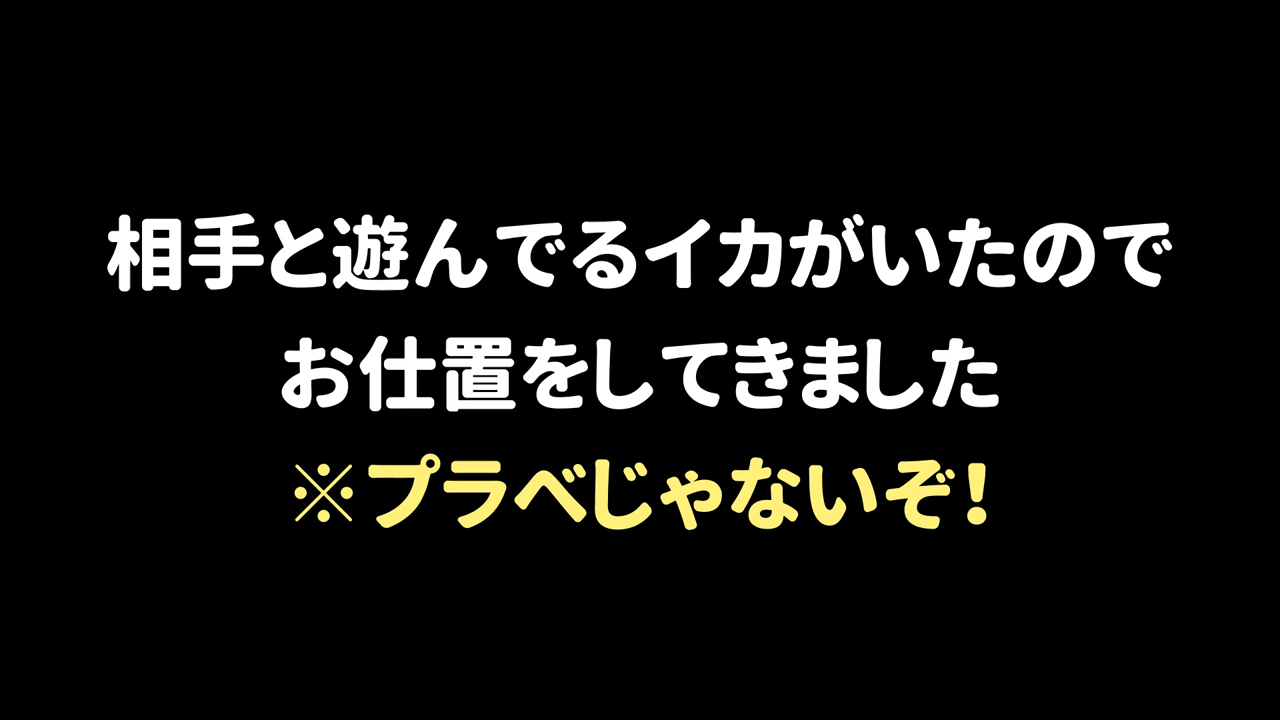 相手と遊んでるイカがいたので
お仕置をしてきました
※プラベじゃないぞ!